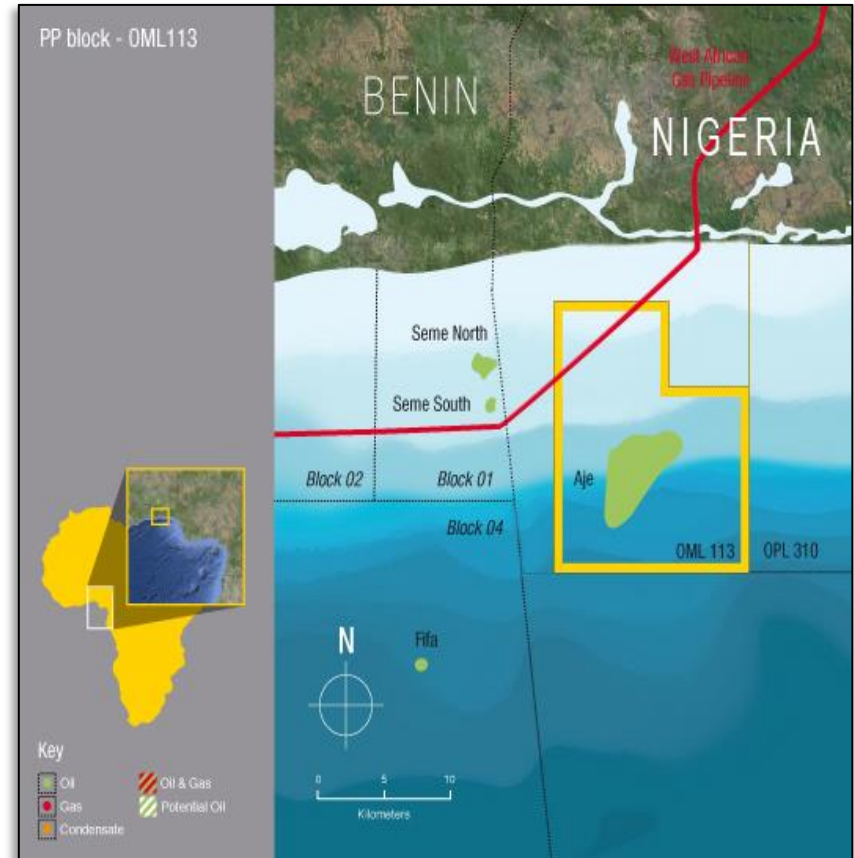 PP block - OML113
BENIN
West African
Gas Pipeline
NIGERIA
Seme North
Seme South
Block 02
Block 01
Aje
Block 04
OML 113
OPL 310
N
Fifa
Key
Oil
Oil & Gas
Gas
Potential Oil
Condensate
0 5 10
Kilometers